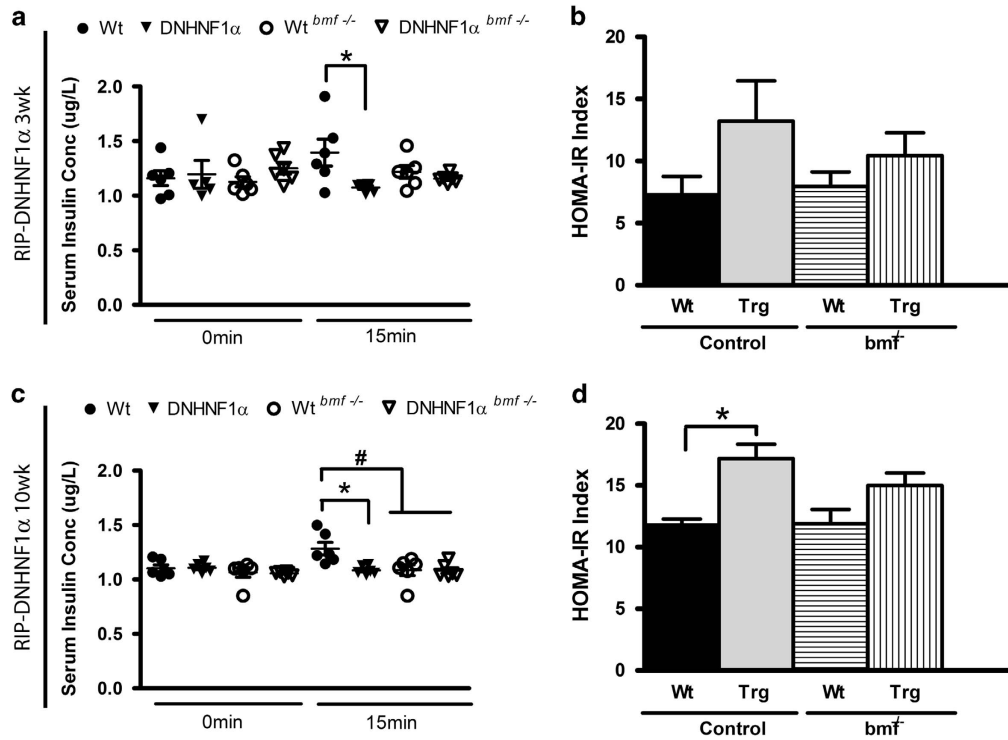 a
Wt DNHNF1α Wt bmf -/- DNHNF1α bmf -/-
RIP-DNHNF1α 3wk
Serum Insulin Conc (ug/L)
2.0
1.5
1.0
0.5
0.0
*
0min 15min
b
HOMA-IR Index
20
15
10
5
0
Wt Trg Wt Trg
Control bmf-/-
c
Wt DNHNF1α Wt bmf -/- DNHNF1α bmf -/-
RIP-DNHNF1α 10wk
Serum Insulin Conc (ug/L)
2.0
1.5
1.0
0.5
0.0
#
*
0min 15min
d
HOMA-IR Index
20
15
10
5
0
*
Wt Trg Wt Trg
Control bmf-/-